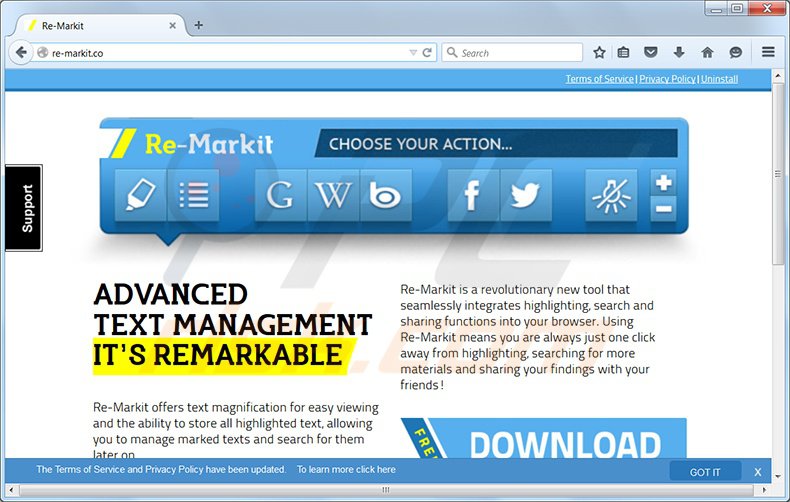 Re-Markit
re-markit.co
Search
Terms of Service | Privacy Policy | Uninstall
Re-Markit
CHOOSE YOUR ACTION...
G W b f
Support
ADVANCED
TEXT MANAGEMENT
IT'S REMARKABLE
Re-Markit offers text magnification for easy viewing
and the ability to store all highlighted text, allowing
you to manage marked texts and search for them
later on
Re-Markit is a revolutionary new tool that
seamlessly integrates highlighting, search and
sharing functions into your browser. Using
Re-Markit means you are always just one click
away from highlighting, searching for more
materials and sharing your findings with your
friends!
FREE
DOWNLOAD
The Terms of Service and Privacy Policy have been updated. To learn more click here
GOT IT X